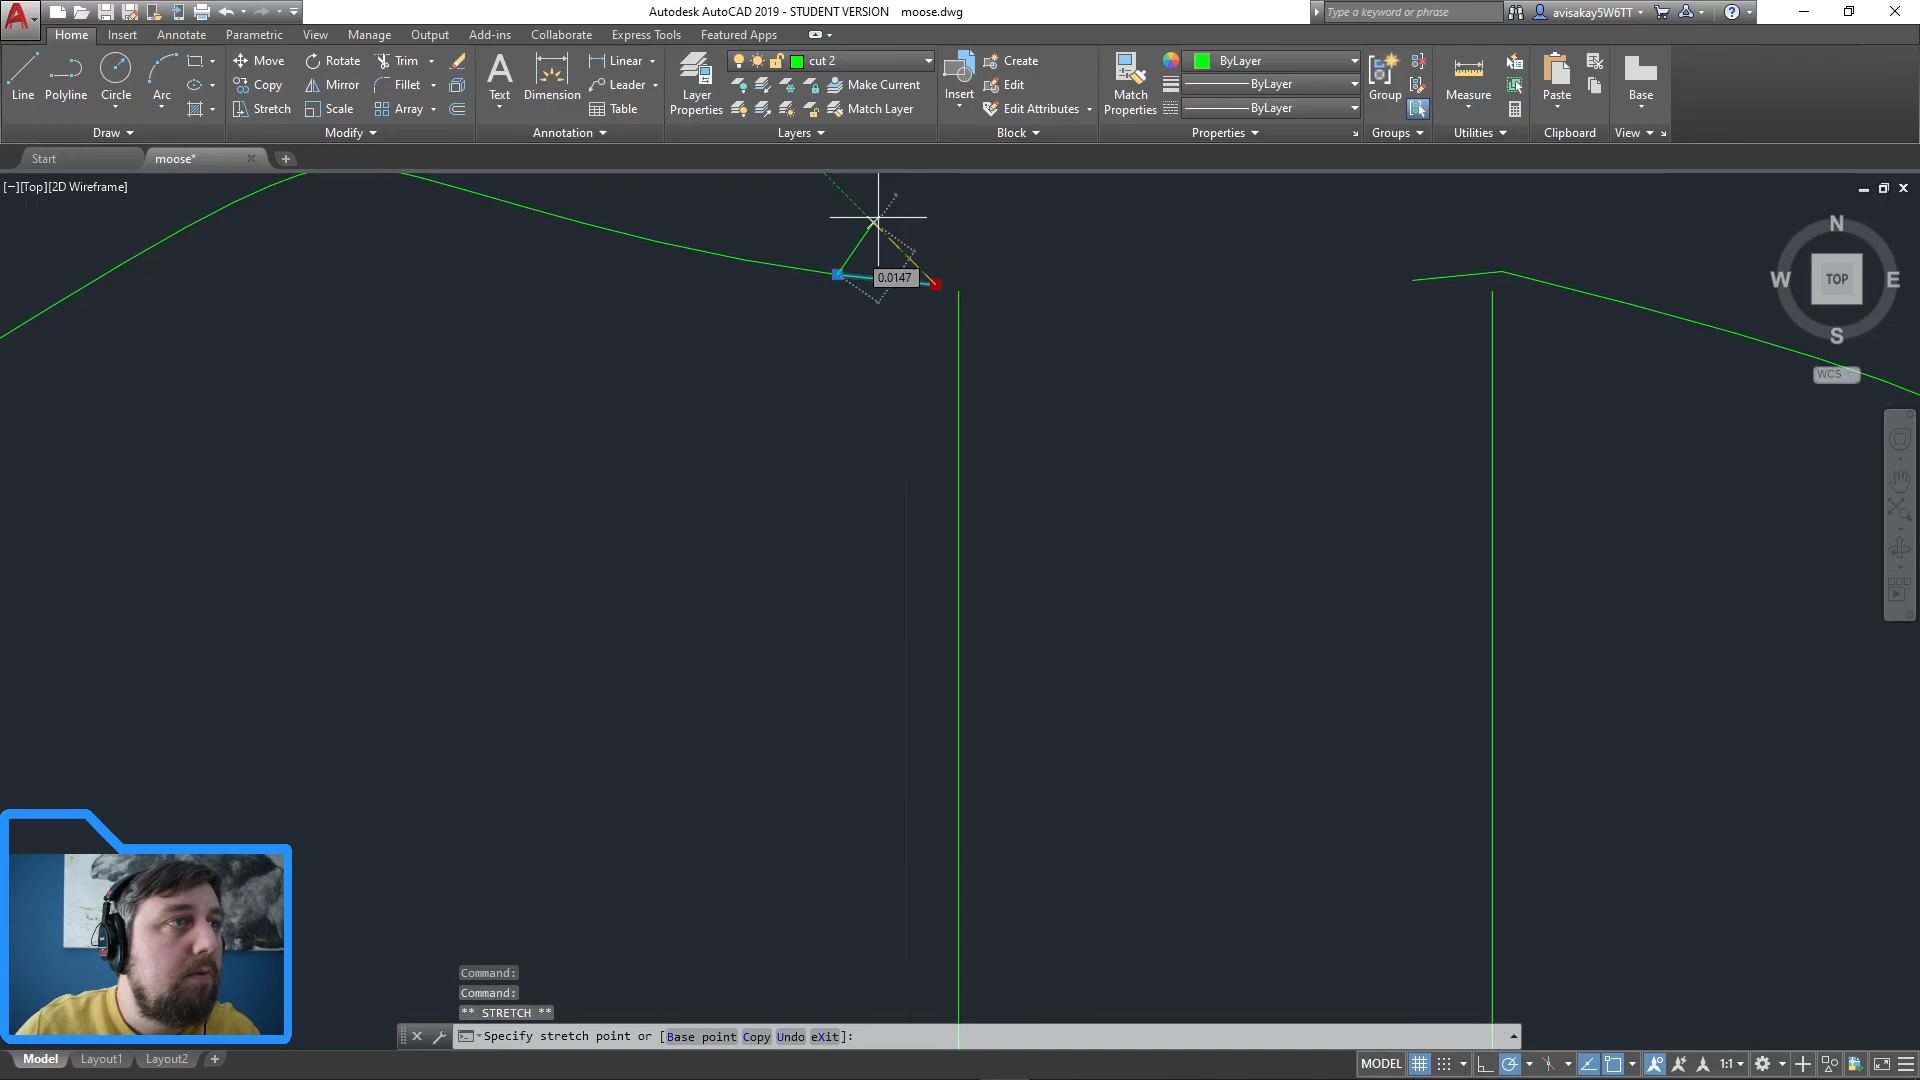 Autodesk AutoCAD 2019 - STUDENT VERSION moose.dwg
Type a keyword or phrase
avisakay5W6TT
Home Insert Annotate Parametric View Manage Output Add-ins Collaborate Express Tools Featured Apps
Line Polyline Circle Arc
Move Rotate Trim
Copy Mirror Fillet
Stretch Scale Array
Text Dimension
Linear
Leader
Table
Layer Properties
cut 2
Make Current
Match Layer
Insert
Create
Edit
Edit Attributes
Match Properties
ByLayer
ByLayer
ByLayer
Group
Measure
Paste
Base
Draw Modify Annotation Layers Block Properties Groups Utilities Clipboard View
Start moose*
[−][Top][2D Wireframe]
N
W TOP E
S
WCS
0.0147
Command:
Command:
** STRETCH **
Specify stretch point or [Base point Copy Undo eXit]:
Model Layout1 Layout2
MODEL 1:1